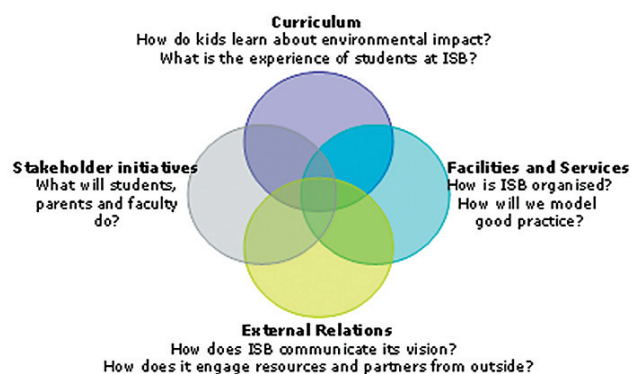 Curriculum
How do kids learn about environmental impact?
What is the experience of students at ISB?
Stakeholder initiatives
What will students,
parents and faculty
do?
Facilities and Services
How is ISB organised?
How will we model
good practice?
External Relations
How does ISB communicate its vision?
How does it engage resources and partners from outside?